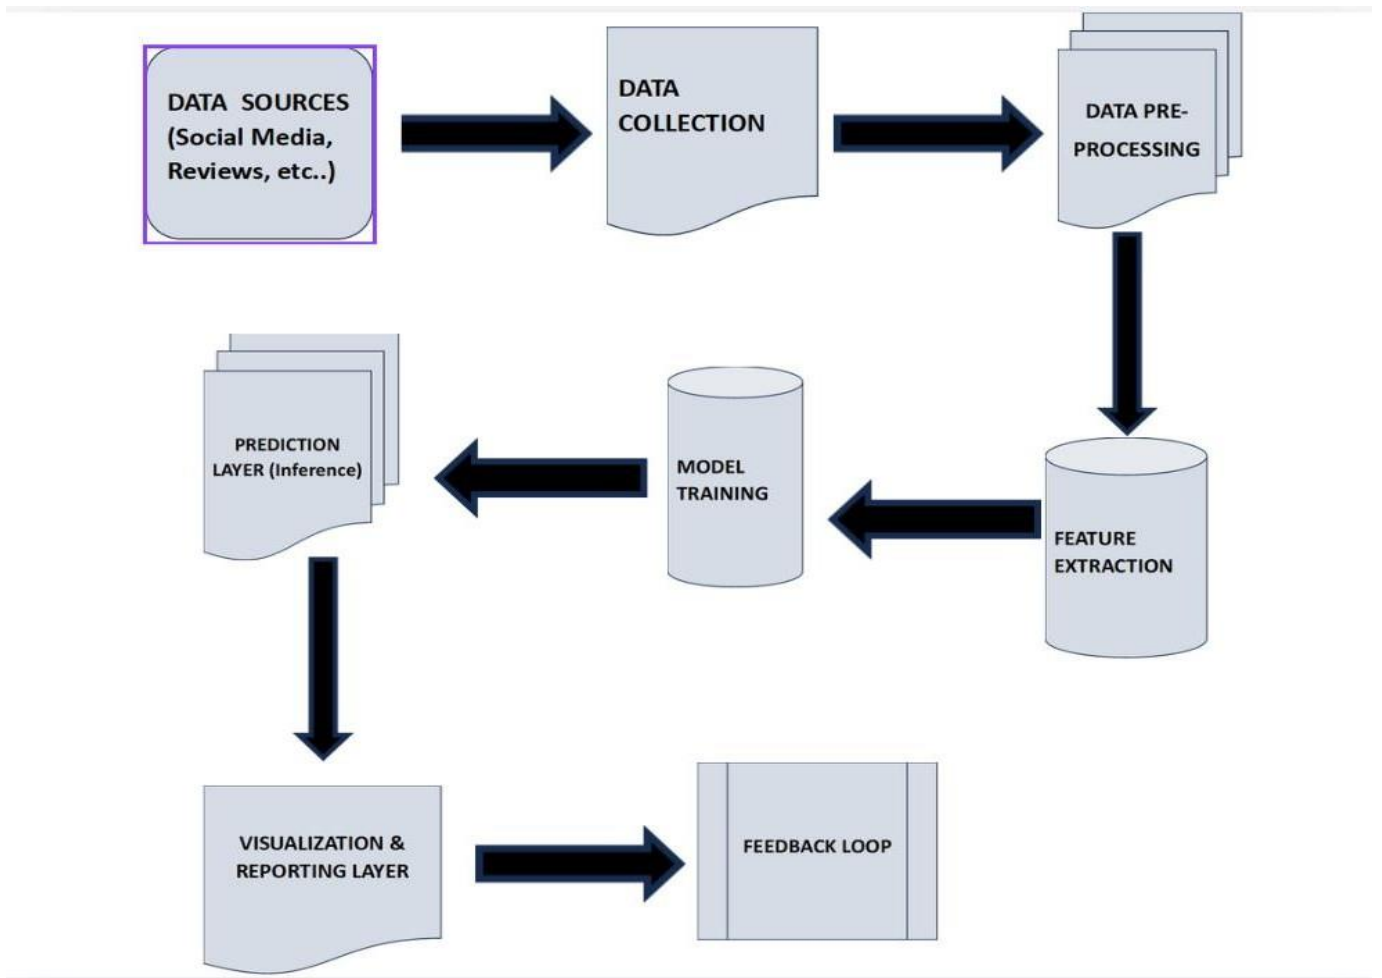 DATA SOURCES
(Social Media,
Reviews, etc..)
DATA
COLLECTION
DATA PRE-
PROCESSING
FEATURE
EXTRACTION
MODEL
TRAINING
PREDICTION
LAYER (Inference)
VISUALIZATION &
REPORTING LAYER
FEEDBACK LOOP